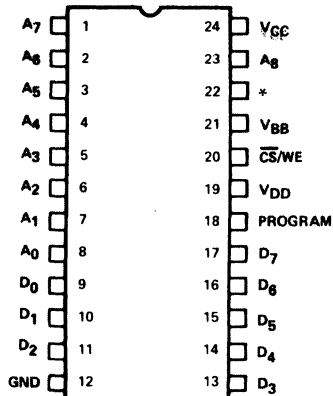 A7 1 24 VCC
A6 2 23 A8
A5 3 22 *
A4 4 21 VBB
A3 5 20 C̅S̅/WE
A2 6 19 VDD
A1 7 18 PROGRAM
A0 8 17 D7
D0 9 16 D6
D1 10 15 D5
D2 11 14 D4
GND 12 13 D3